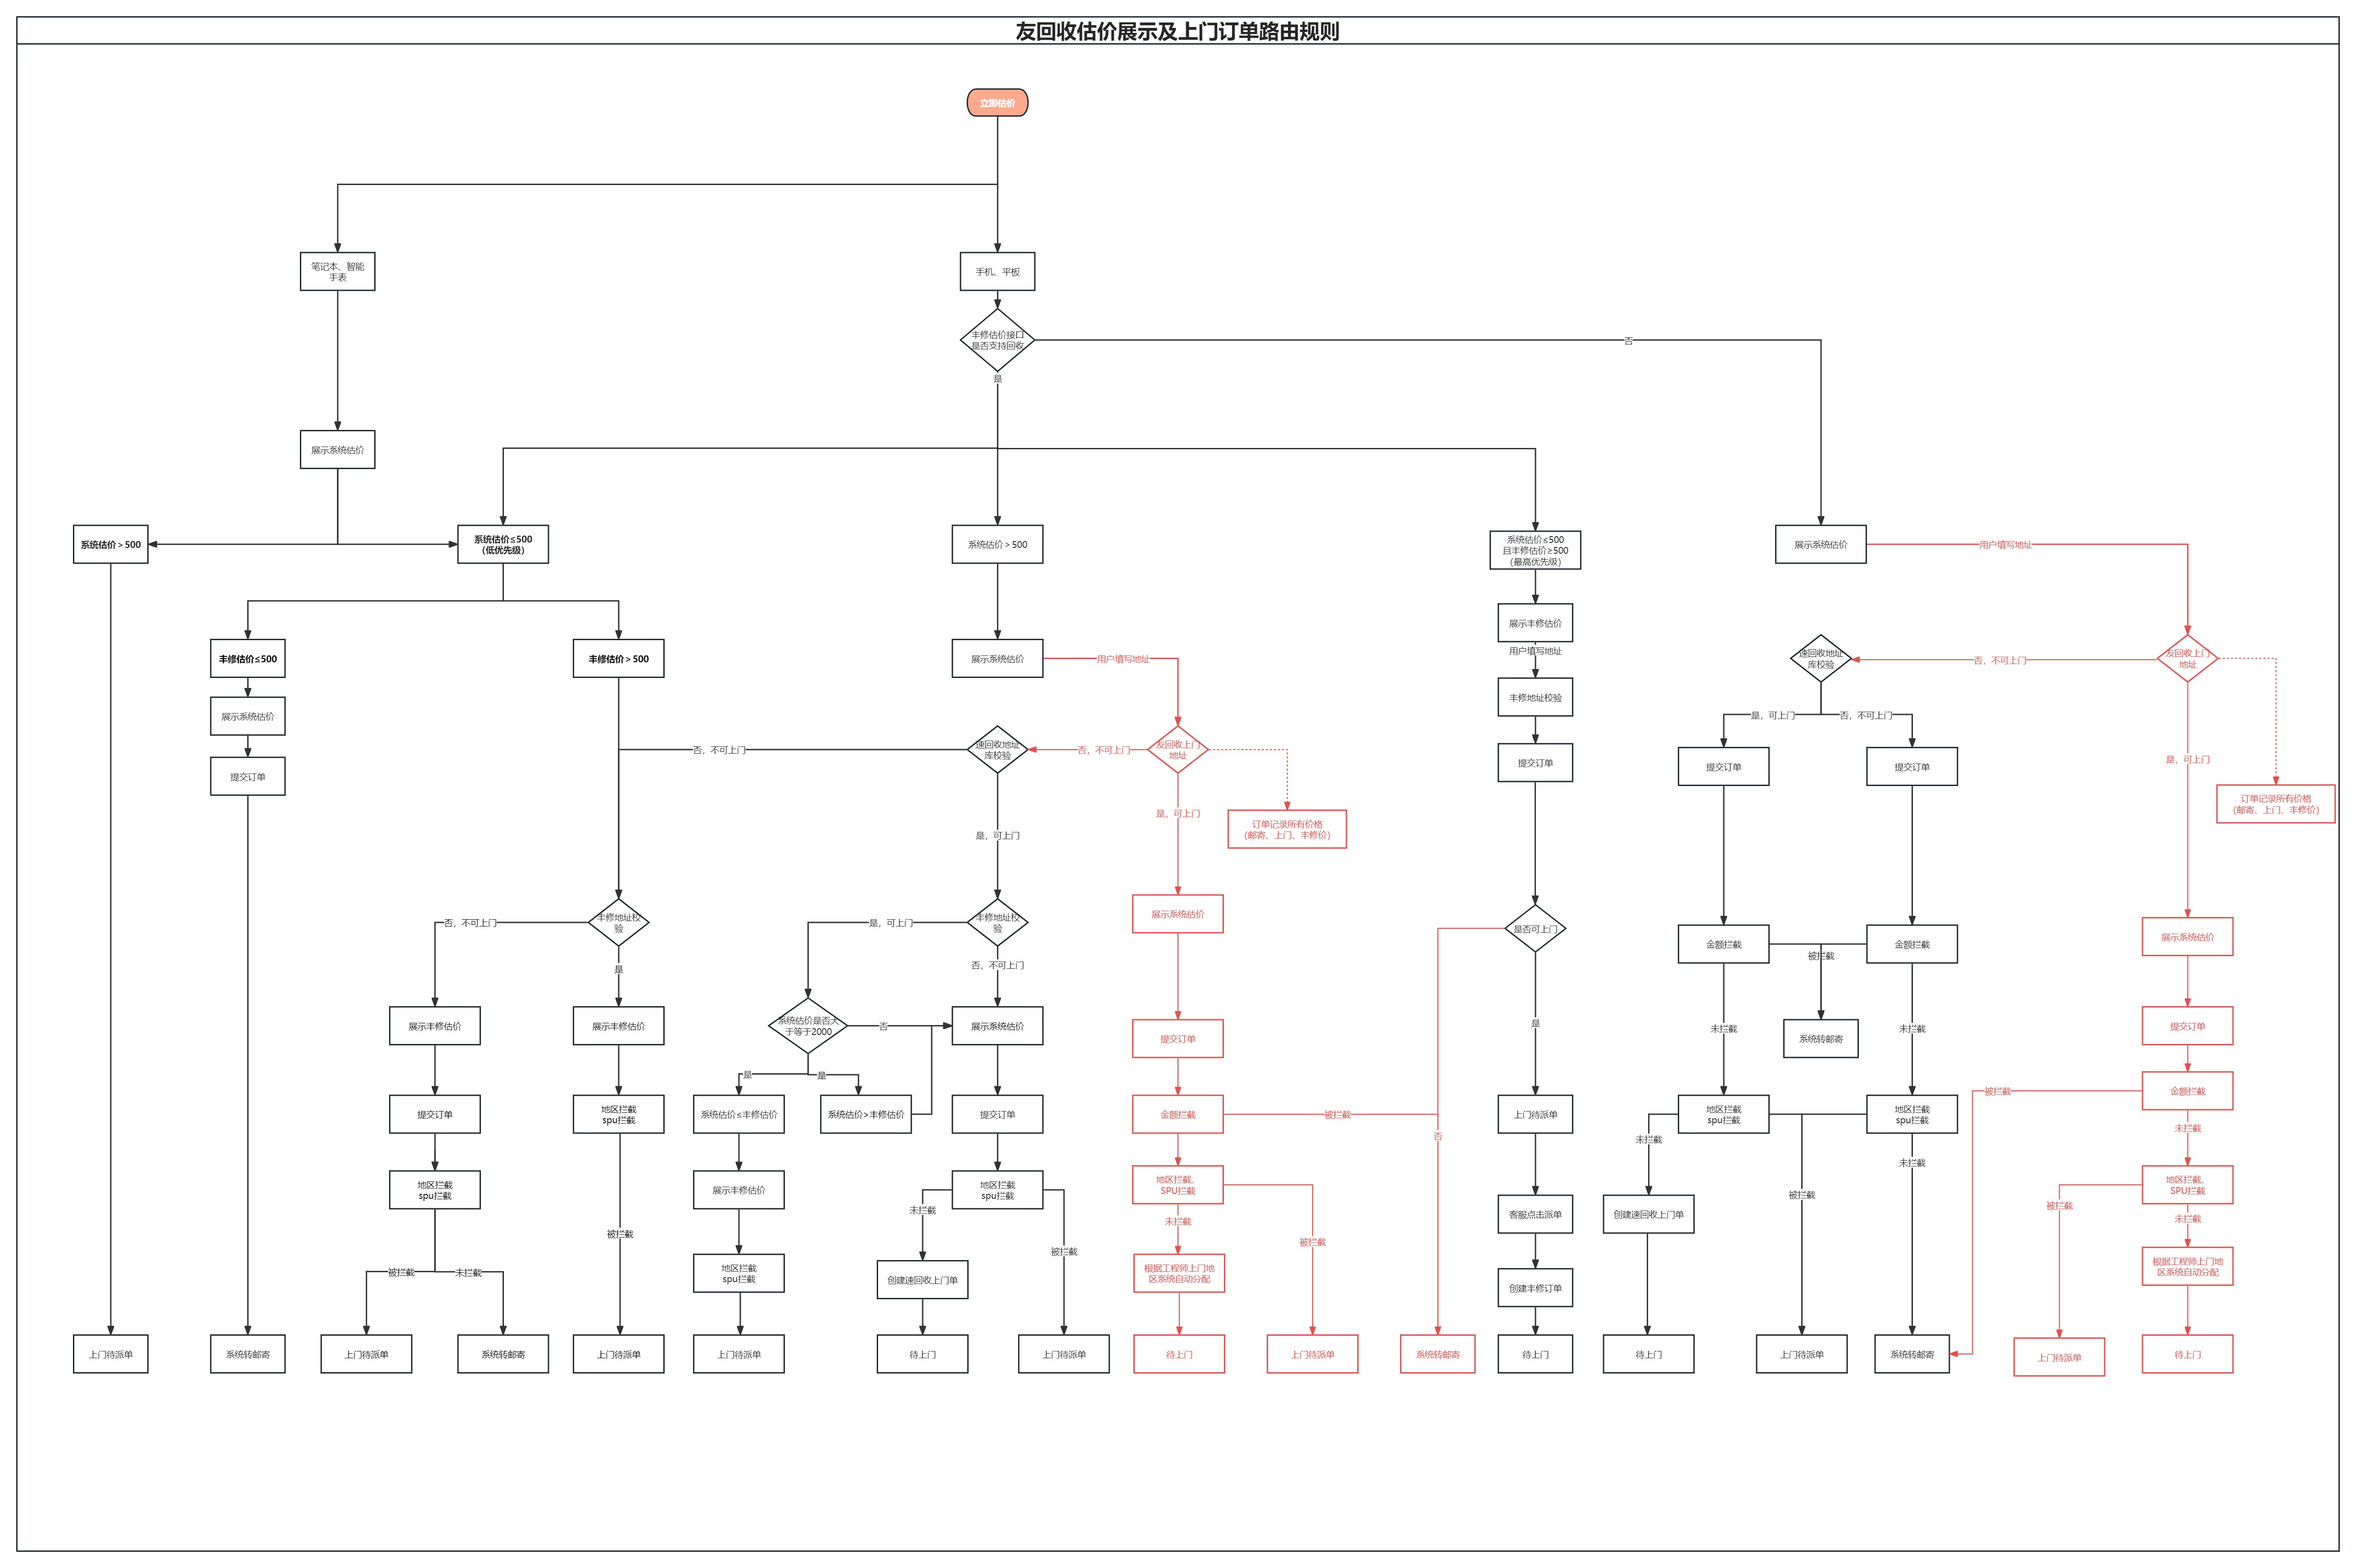 友回收估价展示及上门订单路由规则
立即估价
笔记本、智能
手表
手机、平板
丰修估价接口
是否支持回收
否
是
展示系统估价
系统估价＞500
系统估价≤500
（低优先级）
系统估价＞500
系统估价≤500
且丰修估价≥500
（最高优先级）
展示系统估价
用户填写地址
展示丰修估价
用户填写地址
丰修估价≤500
丰修估价＞500
展示系统估价
用户填写地址
速回收地址
库校验
否，不可上门
友回收上门
地址
丰修地址校验
展示系统估价
是，可上门
否，不可上门
否，不可上门
速回收地址
库校验
否，不可上门
友回收上门
地址
提交订单
提交订单
提交订单
是，可上门
提交订单
订单记录所有价格
（邮寄、上门、丰修价）
是，可上门
订单记录所有价格
（邮寄、上门、丰修价）
是，可上门
否，不可上门
丰修地址校
验
是，可上门
丰修地址校
验
展示系统估价
是否可上门
金额拦截
被拦截
金额拦截
展示系统估价
是
否，不可上门
展示丰修估价
展示丰修估价
系统估价是否大
于等于2000
否
展示系统估价
提交订单
是
未拦截
系统转邮寄
未拦截
提交订单
是
是
提交订单
地区拦截
spu拦截
系统估价≤丰修估价
系统估价>丰修估价
提交订单
金额拦截
被拦截
否
上门待派单
地区拦截
spu拦截
地区拦截
spu拦截
被拦截
金额拦截
未拦截
未拦截
未拦截
地区拦截
spu拦截
展示丰修估价
地区拦截
spu拦截
地区拦截、
SPU拦截
被拦截
地区拦截、
SPU拦截
被拦截
未拦截
未拦截
客服点击派单
创建速回收上门单
未拦截
被拦截
被拦截
被拦截
被拦截
未拦截
地区拦截
spu拦截
创建速回收上门单
根据工程师上门地
区系统自动分配
创建丰修订单
根据工程师上门地
区系统自动分配
上门待派单
系统转邮寄
上门待派单
系统转邮寄
上门待派单
上门待派单
待上门
上门待派单
待上门
上门待派单
系统转邮寄
待上门
待上门
上门待派单
系统转邮寄
上门待派单
待上门